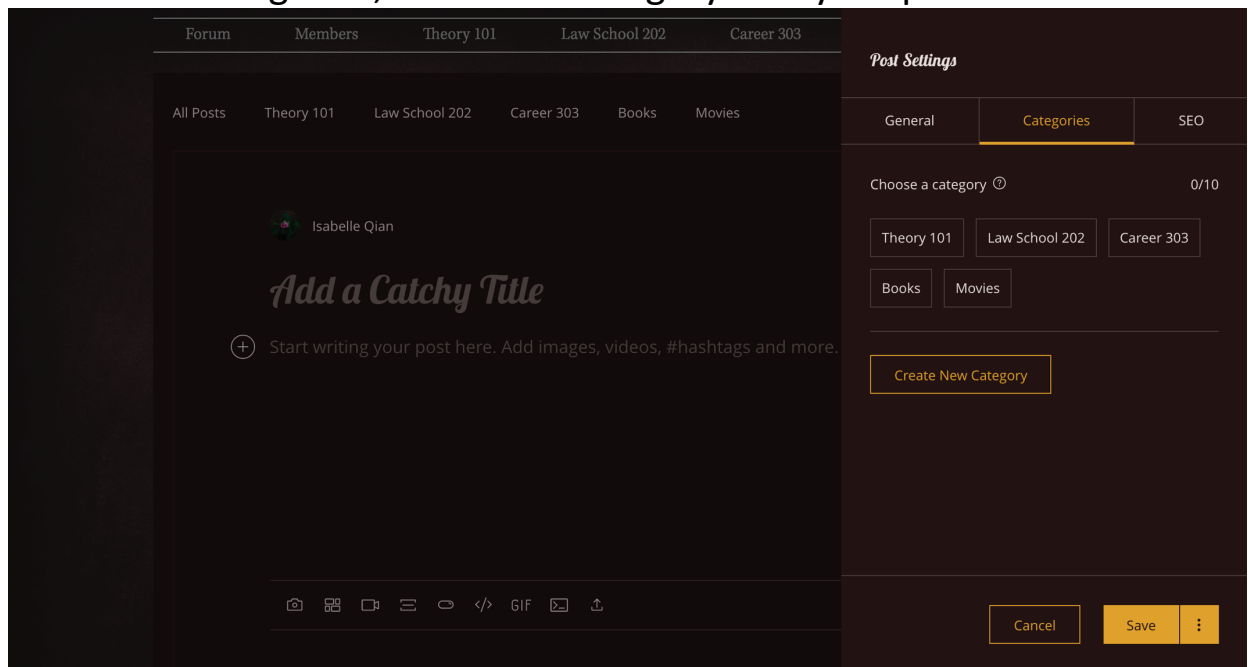 Forum Members Theory 101 Law School 202 Career 303
All Posts Theory 101 Law School 202 Career 303 Books Movies
Isabelle Qian
Add a Catchy Title
Start writing your post here. Add images, videos, #hashtags and more.
GIF
Post Settings
General Categories SEO
Choose a category ? 0/10
Theory 101 Law School 202 Career 303
Books Movies
Create New Category
Cancel Save